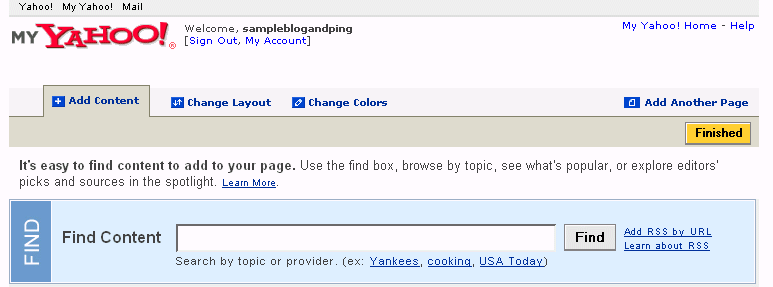 Yahoo! My Yahoo! Mail
MY YAHOO!®
Welcome, sampleblogandping
[Sign Out, My Account]
My Yahoo! Home - Help
Add Content Change Layout Change Colors Add Another Page
Finished
It's easy to find content to add to your page. Use the find box, browse by topic, see what's popular, or explore editors'
picks and sources in the spotlight. Learn More.
FIND
Find Content
Find
Add RSS by URL
Learn about RSS
Search by topic or provider. (ex: Yankees, cooking, USA Today)